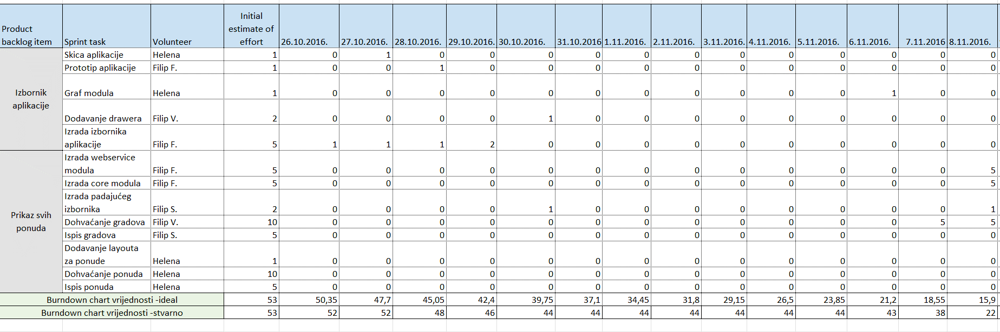 Product backlog item Sprint task Volunteer Initial estimate of effort 26.10.2016. 27.10.2016. 28.10.2016. 29.10.2016. 30.10.2016. 31.10.2016 1.11.2016. 2.11.2016. 3.11.2016. 4.11.2016. 5.11.2016. 6.11.2016. 7.11.2016 8.11.2016.
Izbornik aplikacije
Skica aplikacije Helena 1 0 1 0 0 0 0 0 0 0 0 0 0 0 0
Prototip aplikacije Filip F. 1 0 0 1 0 0 0 0 0 0 0 0 0 0 0
Graf modula Helena 1 0 0 0 0 0 0 0 0 0 0 0 1 0 0
Dodavanje drawera Filip V. 2 0 0 0 0 1 0 0 0 0 0 0 0 0 0
Izrada izbornika aplikacije Filip F. 5 1 1 1 2 0 0 0 0 0 0 0 0 0 0
Prikaz svih ponuda
Izrada webservice modula Filip F. 5 0 0 0 0 0 0 0 0 0 0 0 0 0 5
Izrada core modula Filip F. 5 0 0 0 0 0 0 0 0 0 0 0 0 0 5
Izrada padajućeg izbornika Filip S. 2 0 0 0 0 1 0 0 0 0 0 0 0 0 1
Dohvaćanje gradova Filip V. 10 0 0 0 0 0 0 0 0 0 0 0 0 5 5
Ispis gradova Filip S. 5 0 0 0 0 0 0 0 0 0 0 0 0 0 0
Dodavanje layouta za ponude Helena 1 0 0 0 0 0 0 0 0 0 0 0 0 0 0
Dohvaćanje ponuda Helena 10 0 0 0 0 0 0 0 0 0 0 0 0 0 0
Ispis ponuda Helena 5 0 0 0 0 0 0 0 0 0 0 0 0 0 0
Burndown chart vrijednosti -ideal 53 50,35 47,7 45,05 42,4 39,75 37,1 34,45 31,8 29,15 26,5 23,85 21,2 18,55 15,9
Burndown chart vrijednosti -stvarno 53 52 52 48 46 44 44 44 44 44 44 44 43 38 22